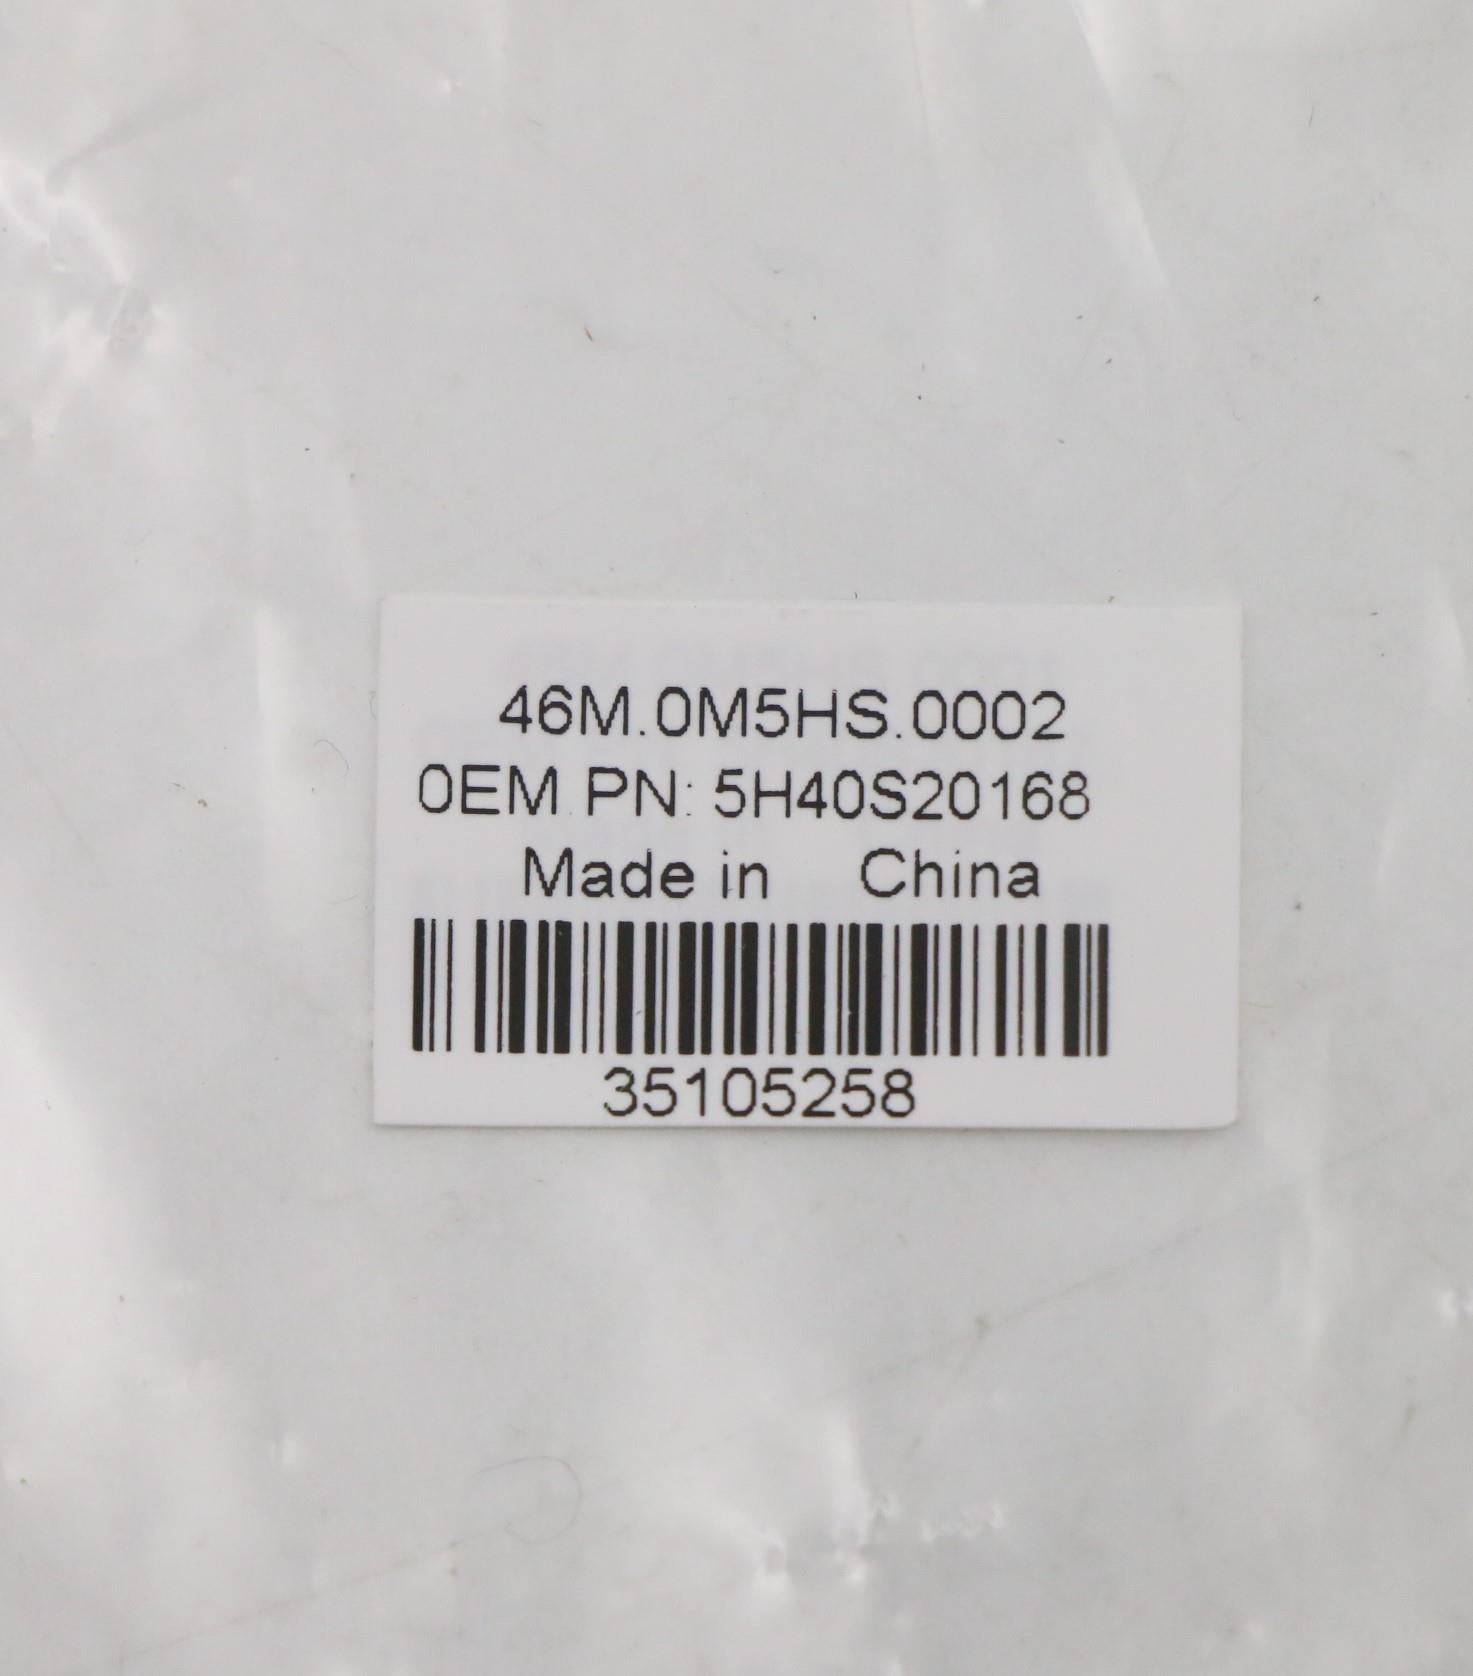 46M.0M5HS.0002
0EM PN: 5H40S20168
Made in China
35105258